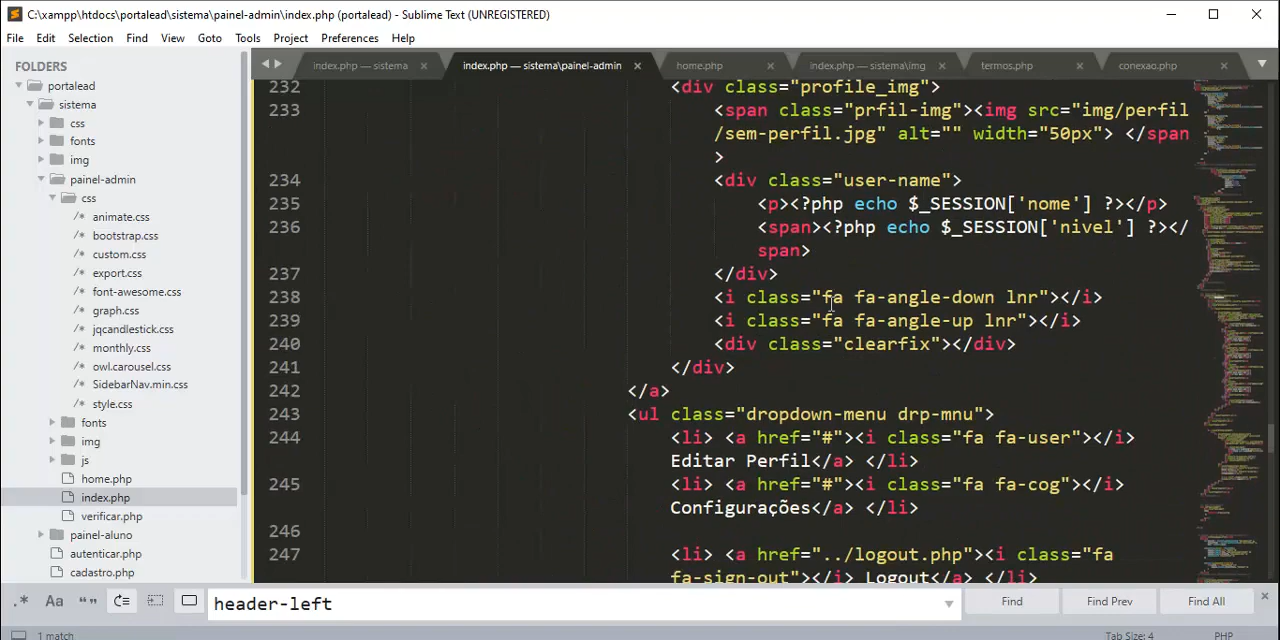 C:\xampp\htdocs\portalead\sistema\painel-admin\index.php (portalead) - Sublime Text (UNREGISTERED)
File Edit Selection Find View Goto Tools Project Preferences Help
FOLDERS
portalead
sistema
css
fonts
img
painel-admin
css
/* animate.css
/* bootstrap.css
/* custom.css
/* export.css
/* font-awesome.css
/* graph.css
/* jqcandlestick.css
/* monthly.css
/* owl.carousel.css
/* SidebarNav.min.css
/* style.css
fonts
img
js
home.php
index.php
verificar.php
painel-aluno
autenticar.php
cadastro.php
index.php — sistema index.php — sistema\painel-admin home.php index.php — sistema\img termos.php conexao.php
232 <div class="profile_img">
233 <span class="prfil-img"><img src="img/perfil
/sem-perfil.jpg" alt="" width="50px"> </span
>
234 <div class="user-name">
235 <p><?php echo $_SESSION['nome'] ?></p>
236 <span><?php echo $_SESSION['nivel'] ?></
span>
237 </div>
238 <i class="fa fa-angle-down lnr"></i>
239 <i class="fa fa-angle-up lnr"></i>
240 <div class="clearfix"></div>
241 </div>
242 </a>
243 <ul class="dropdown-menu drp-mnu">
244 <li> <a href="#"><i class="fa fa-user"></i>
Editar Perfil</a> </li>
245 <li> <a href="#"><i class="fa fa-cog"></i>
Configurações</a> </li>
246
247 <li> <a href="../logout.php"><i class="fa
fa-sign-out"></i> Logout</a> </li>
.* Aa “” header-left Find Find Prev Find All
1 match Tab Size: 4 PHP